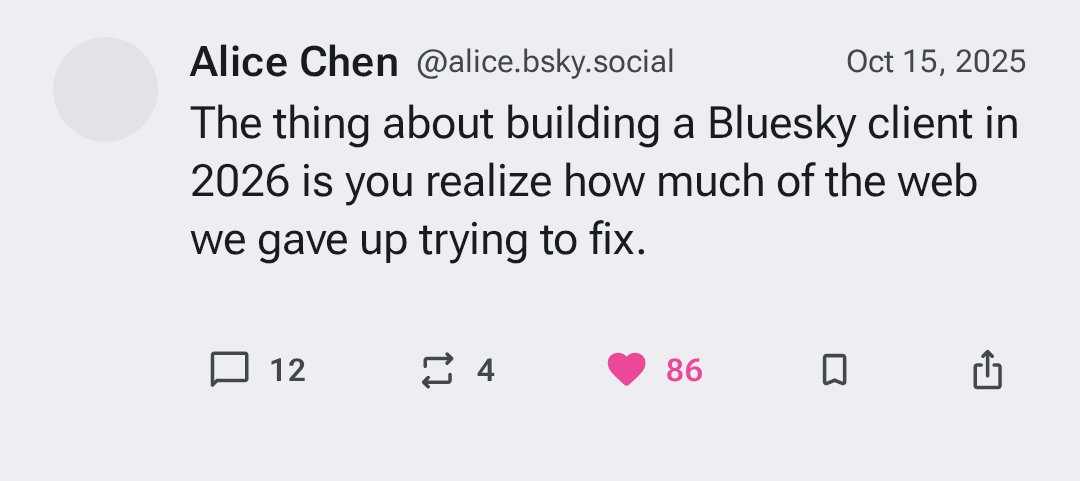 Alice Chen @alice.bsky.social Oct 15, 2025
The thing about building a Bluesky client in
2026 is you realize how much of the web
we gave up trying to fix.
12 4 86